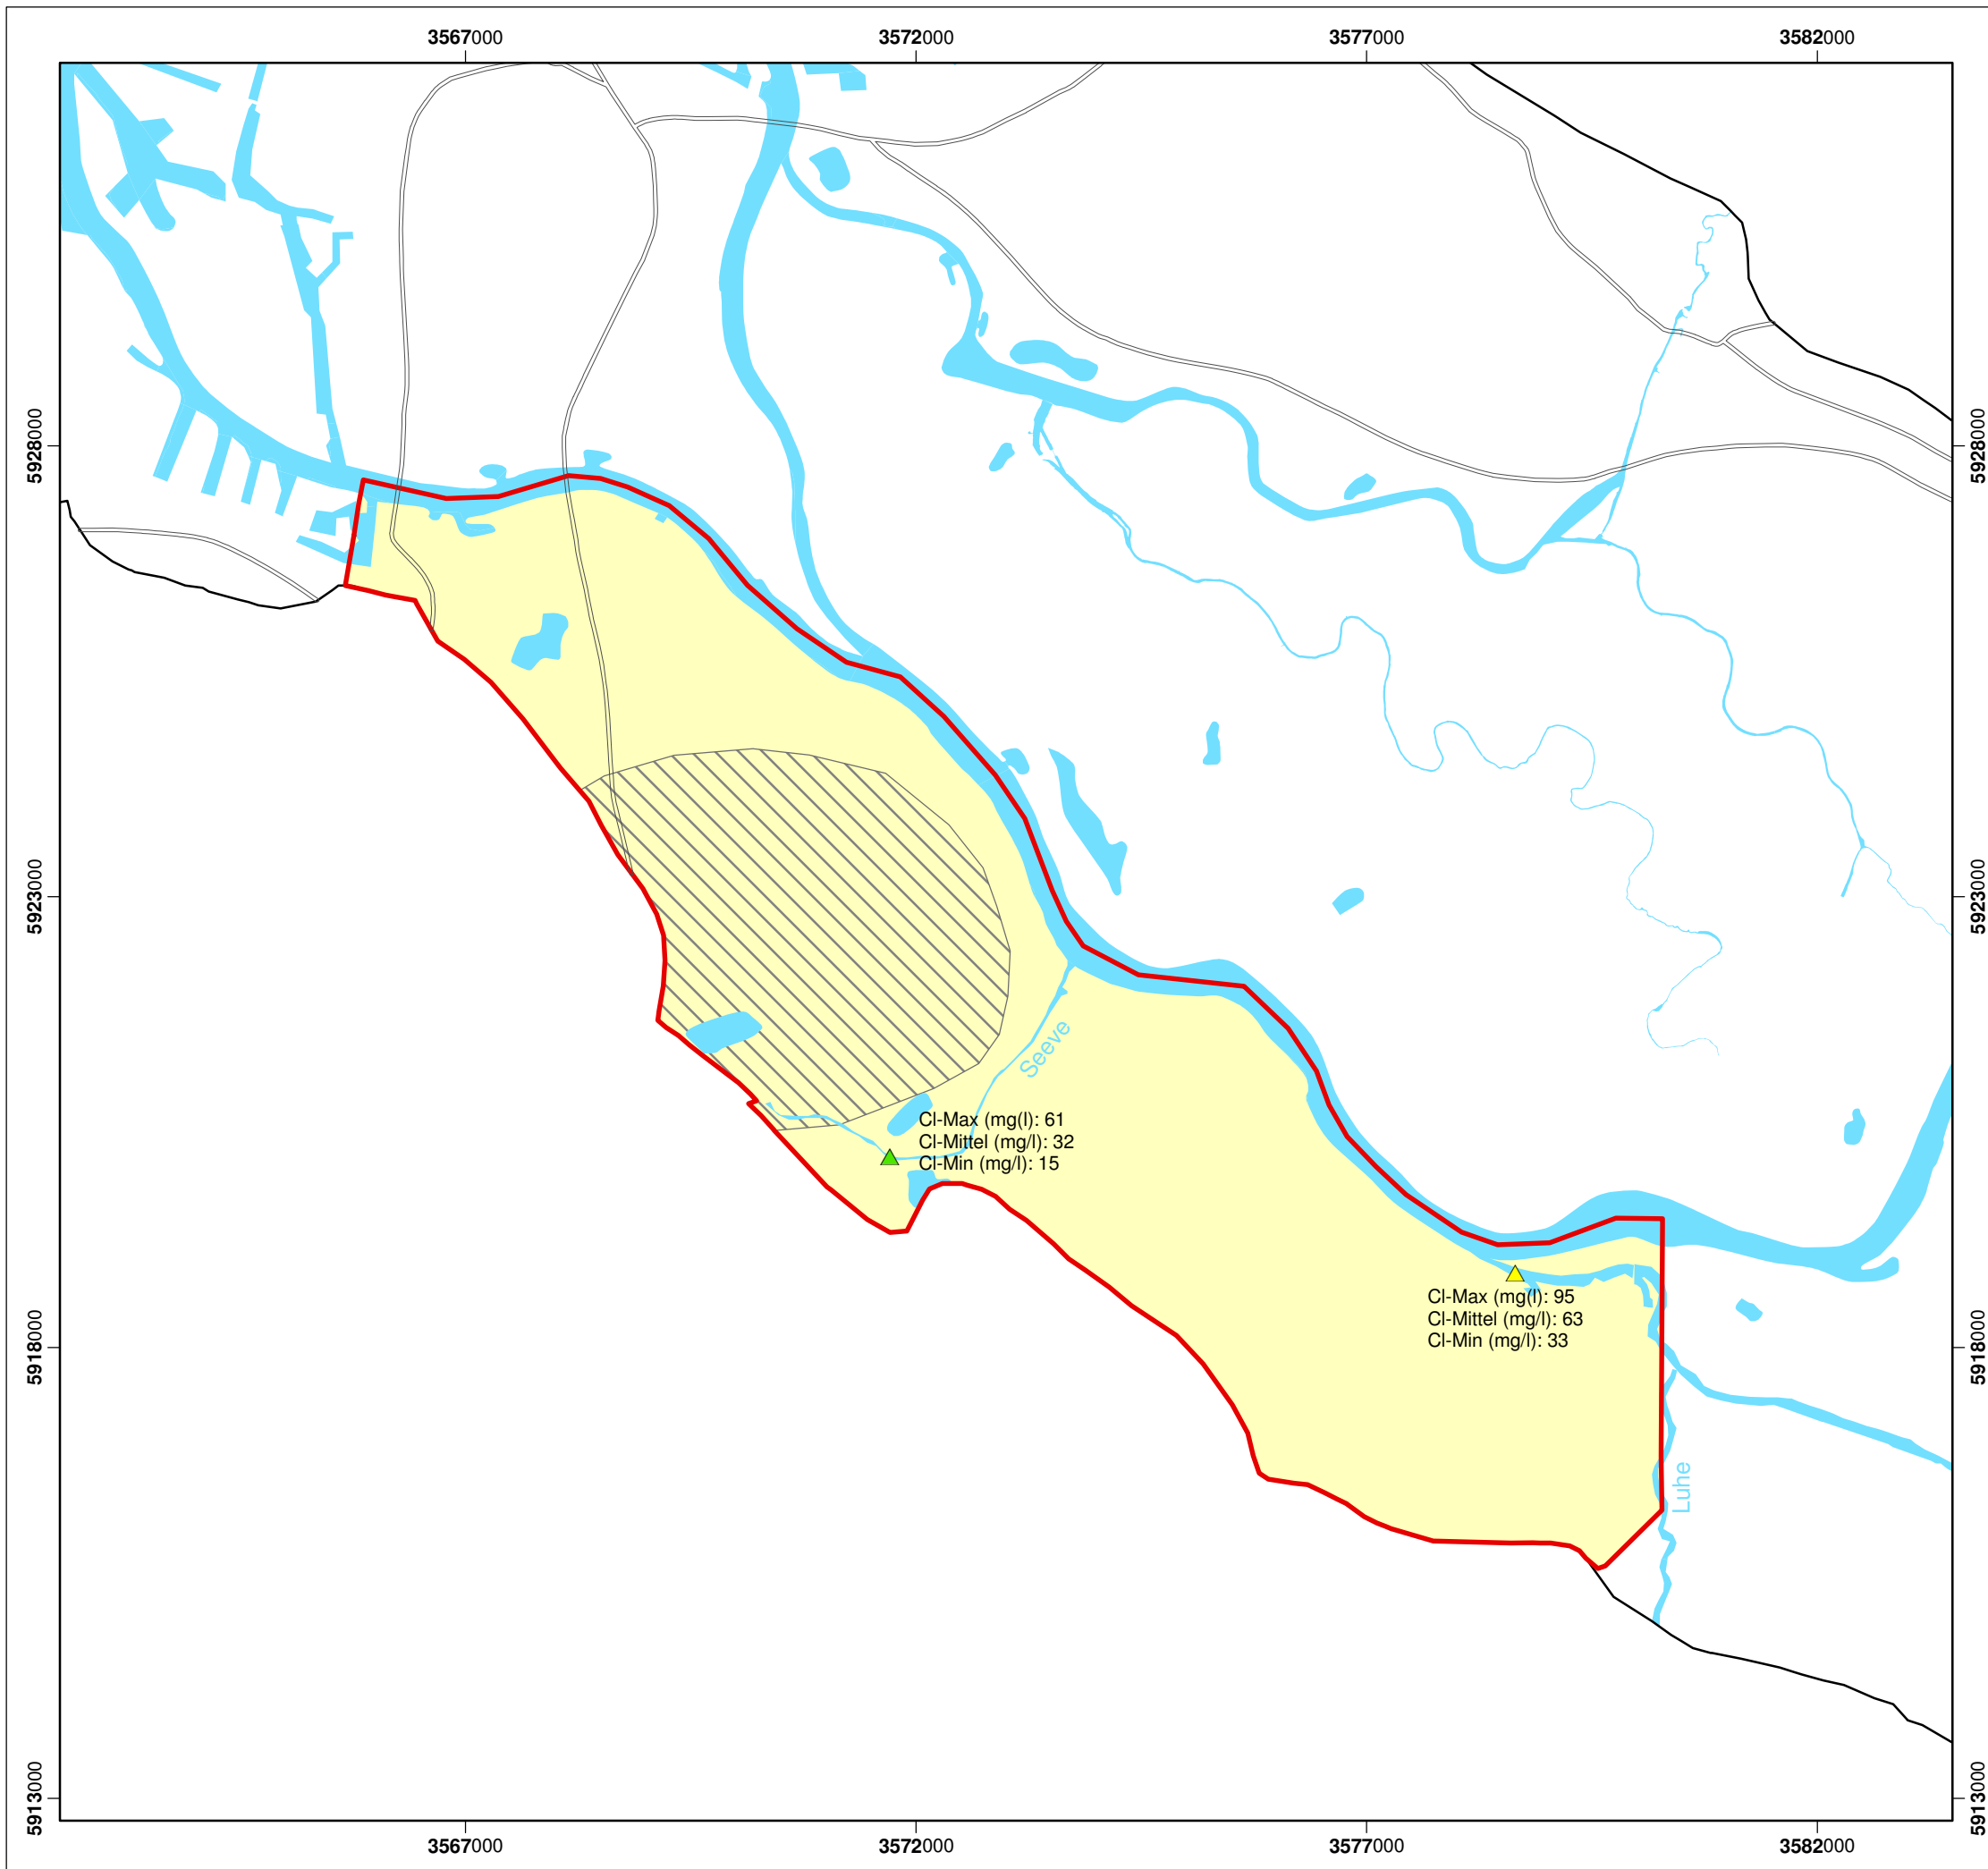 3567000 3572000 3577000 3582000
5928000 5928000
5923000 5923000
Seeve
Cl-Max (mg(l): 61
Cl-Mittel (mg/l): 32
Cl-Min (mg/l): 15
Cl-Max (mg(l): 95
Cl-Mittel (mg/l): 63
Cl-Min (mg/l): 33
5918000 5918000
Luhe
5913000 5913000
3567000 3572000 3577000 3582000